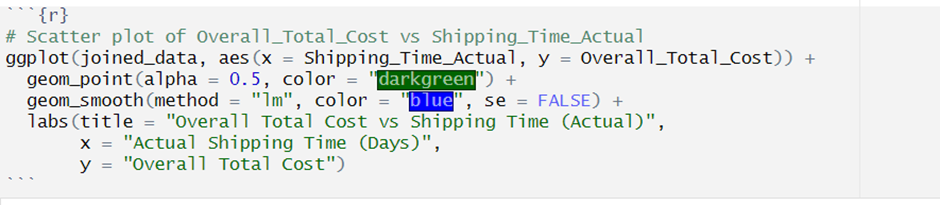 ```{r}
# Scatter plot of Overall_Total_Cost vs Shipping_Time_Actual
ggplot(joined_data, aes(x = Shipping_Time_Actual, y = Overall_Total_Cost)) +
  geom_point(alpha = 0.5, color = "darkgreen") +
  geom_smooth(method = "lm", color = "blue", se = FALSE) +
  labs(title = "Overall Total Cost vs Shipping Time (Actual)",
       x = "Actual Shipping Time (Days)",
       y = "Overall Total Cost")
```